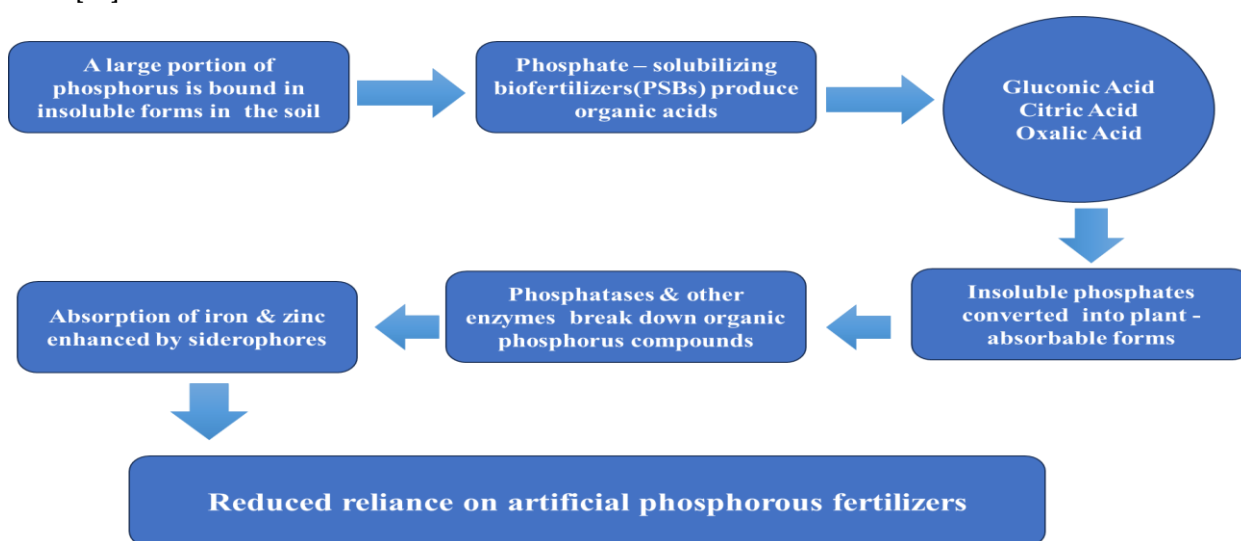 A large portion of
phosphorus is bound in
insoluble forms in the soil
Phosphate – solubilizing
biofertilizers(PSBs) produce
organic acids
Gluconic Acid
Citric Acid
Oxalic Acid
Insoluble phosphates
converted into plant -
absorbable forms
Phosphatases & other
enzymes break down organic
phosphorus compounds
Absorption of iron & zinc
enhanced by siderophores
Reduced reliance on artificial phosphorous fertilizers